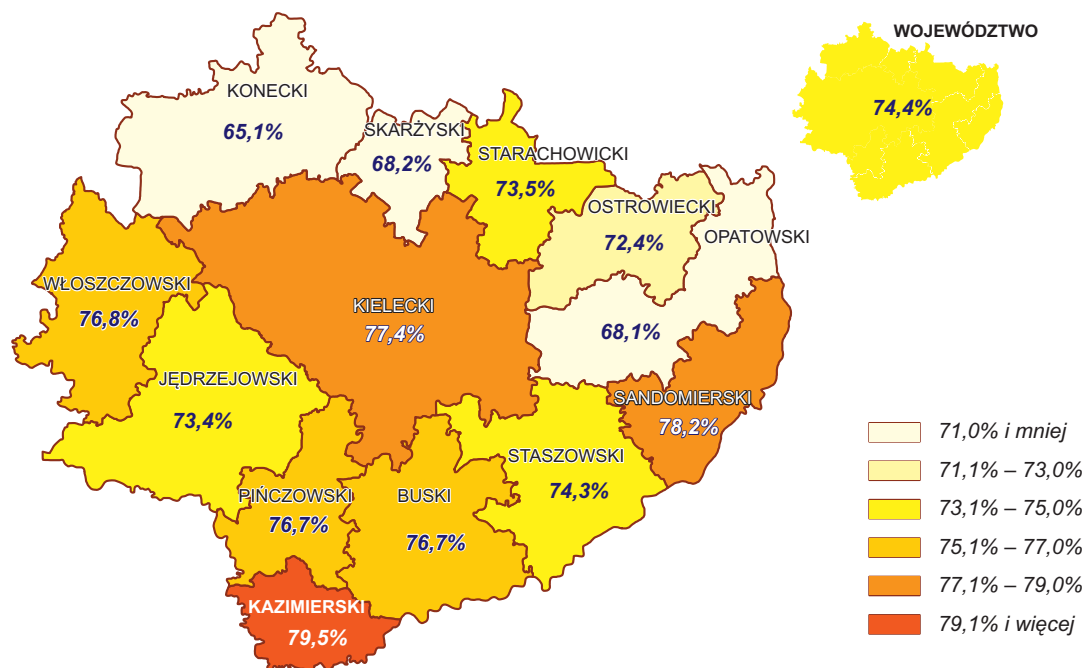 WOJEWÓDZTWO
74,4%
KONECKI
65,1%
SKARŻYSKI
68,2%
STARACHOWICKI
73,5%
OSTROWIECKI
72,4%
OPATOWSKI
68,1%
WŁOSZCZOWSKI
76,8%
KIELECKI
77,4%
JĘDRZEJOWSKI
73,4%
SANDOMIERSKI
78,2%
STASZOWSKI
74,3%
PIŃCZOWSKI
76,7%
BUSKI
76,7%
KAZIMIERSKI
79,5%
71,0% i mniej
71,1% – 73,0%
73,1% – 75,0%
75,1% – 77,0%
77,1% – 79,0%
79,1% i więcej